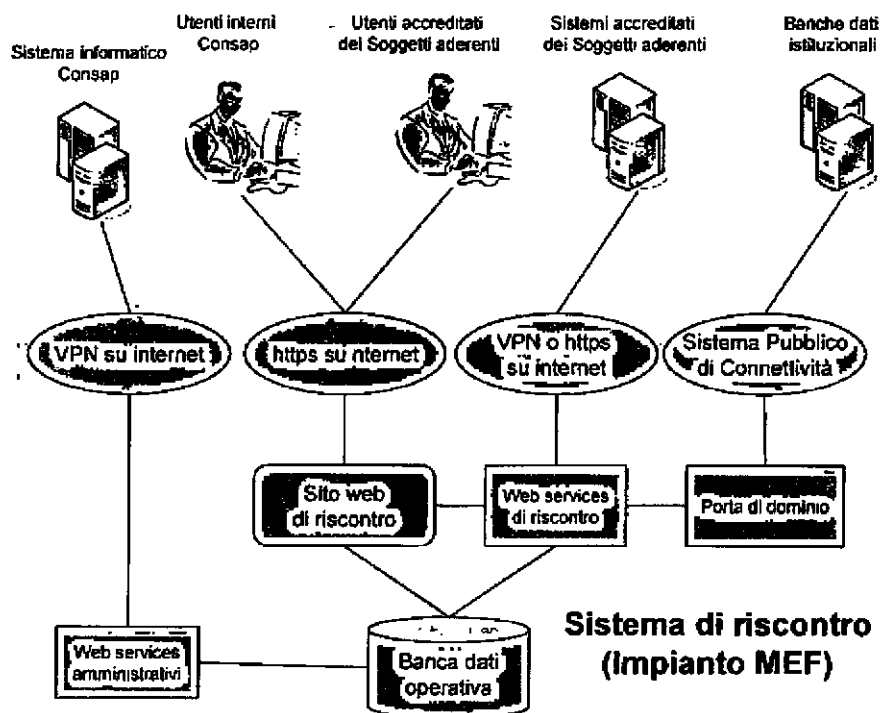 Sistema informatico
Consap
Utenti interni
Consap
Utenti accreditati
dei Soggetti aderenti
Sistemi accreditati
dei Soggetti aderenti
Banche dati
istituzionali
VPN su internet
https su nternet
VPN o https
su internet
Sistema Pubblico
di Connettività
Sito web
di riscontro
Web services
di riscontro
Porta di dominio
Web services
amministrativi
Banca dati
operativa
Sistema di riscontro
(Impianto MEF)